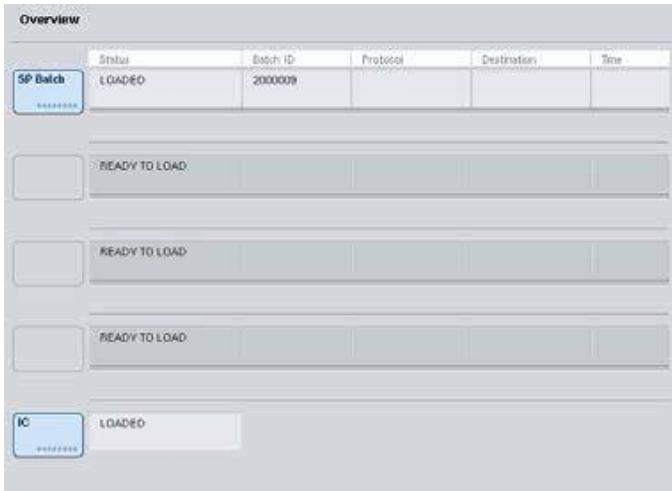 Overview
Status Batch ID Protocol Destination Time
SP Batch LOADED 2000009
READY TO LOAD
READY TO LOAD
READY TO LOAD
IC LOADED